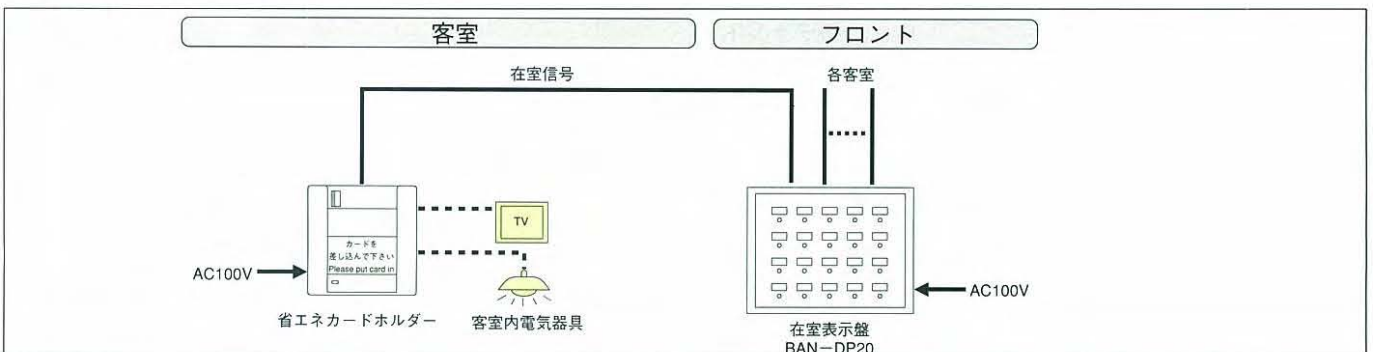 客室
フロント
在室信号
各客室
TV
カードを
差し込んで下さい
Please put card in
AC100V
AC100V
省エネカードホルダー
客室内電気器具
在室表示盤
BAN－DP20